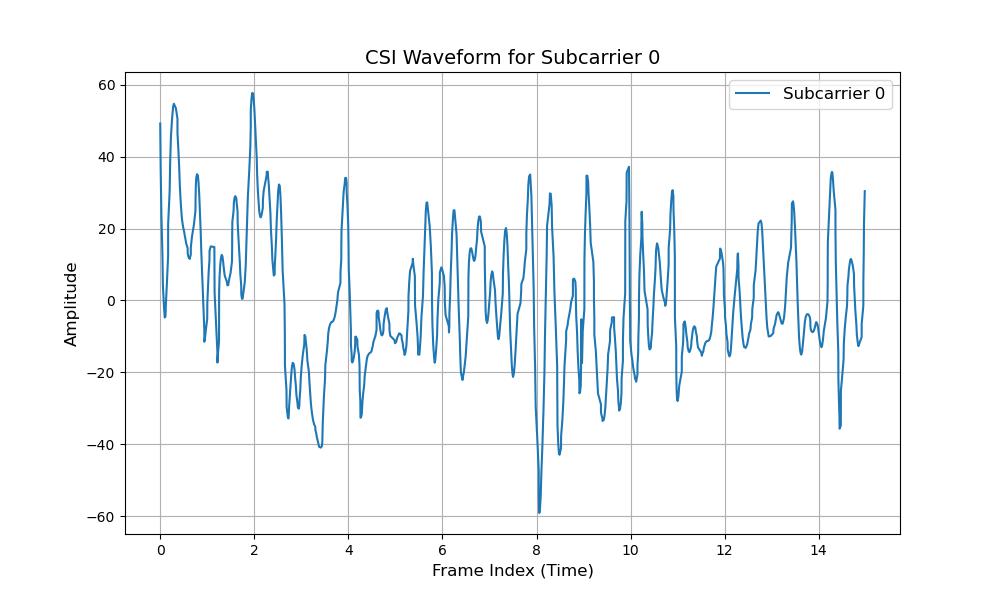 CSI Waveform for Subcarrier 0
Subcarrier 0
Amplitude
60
40
20
0
−20
−40
−60
0 2 4 6 8 10 12 14
Frame Index (Time)